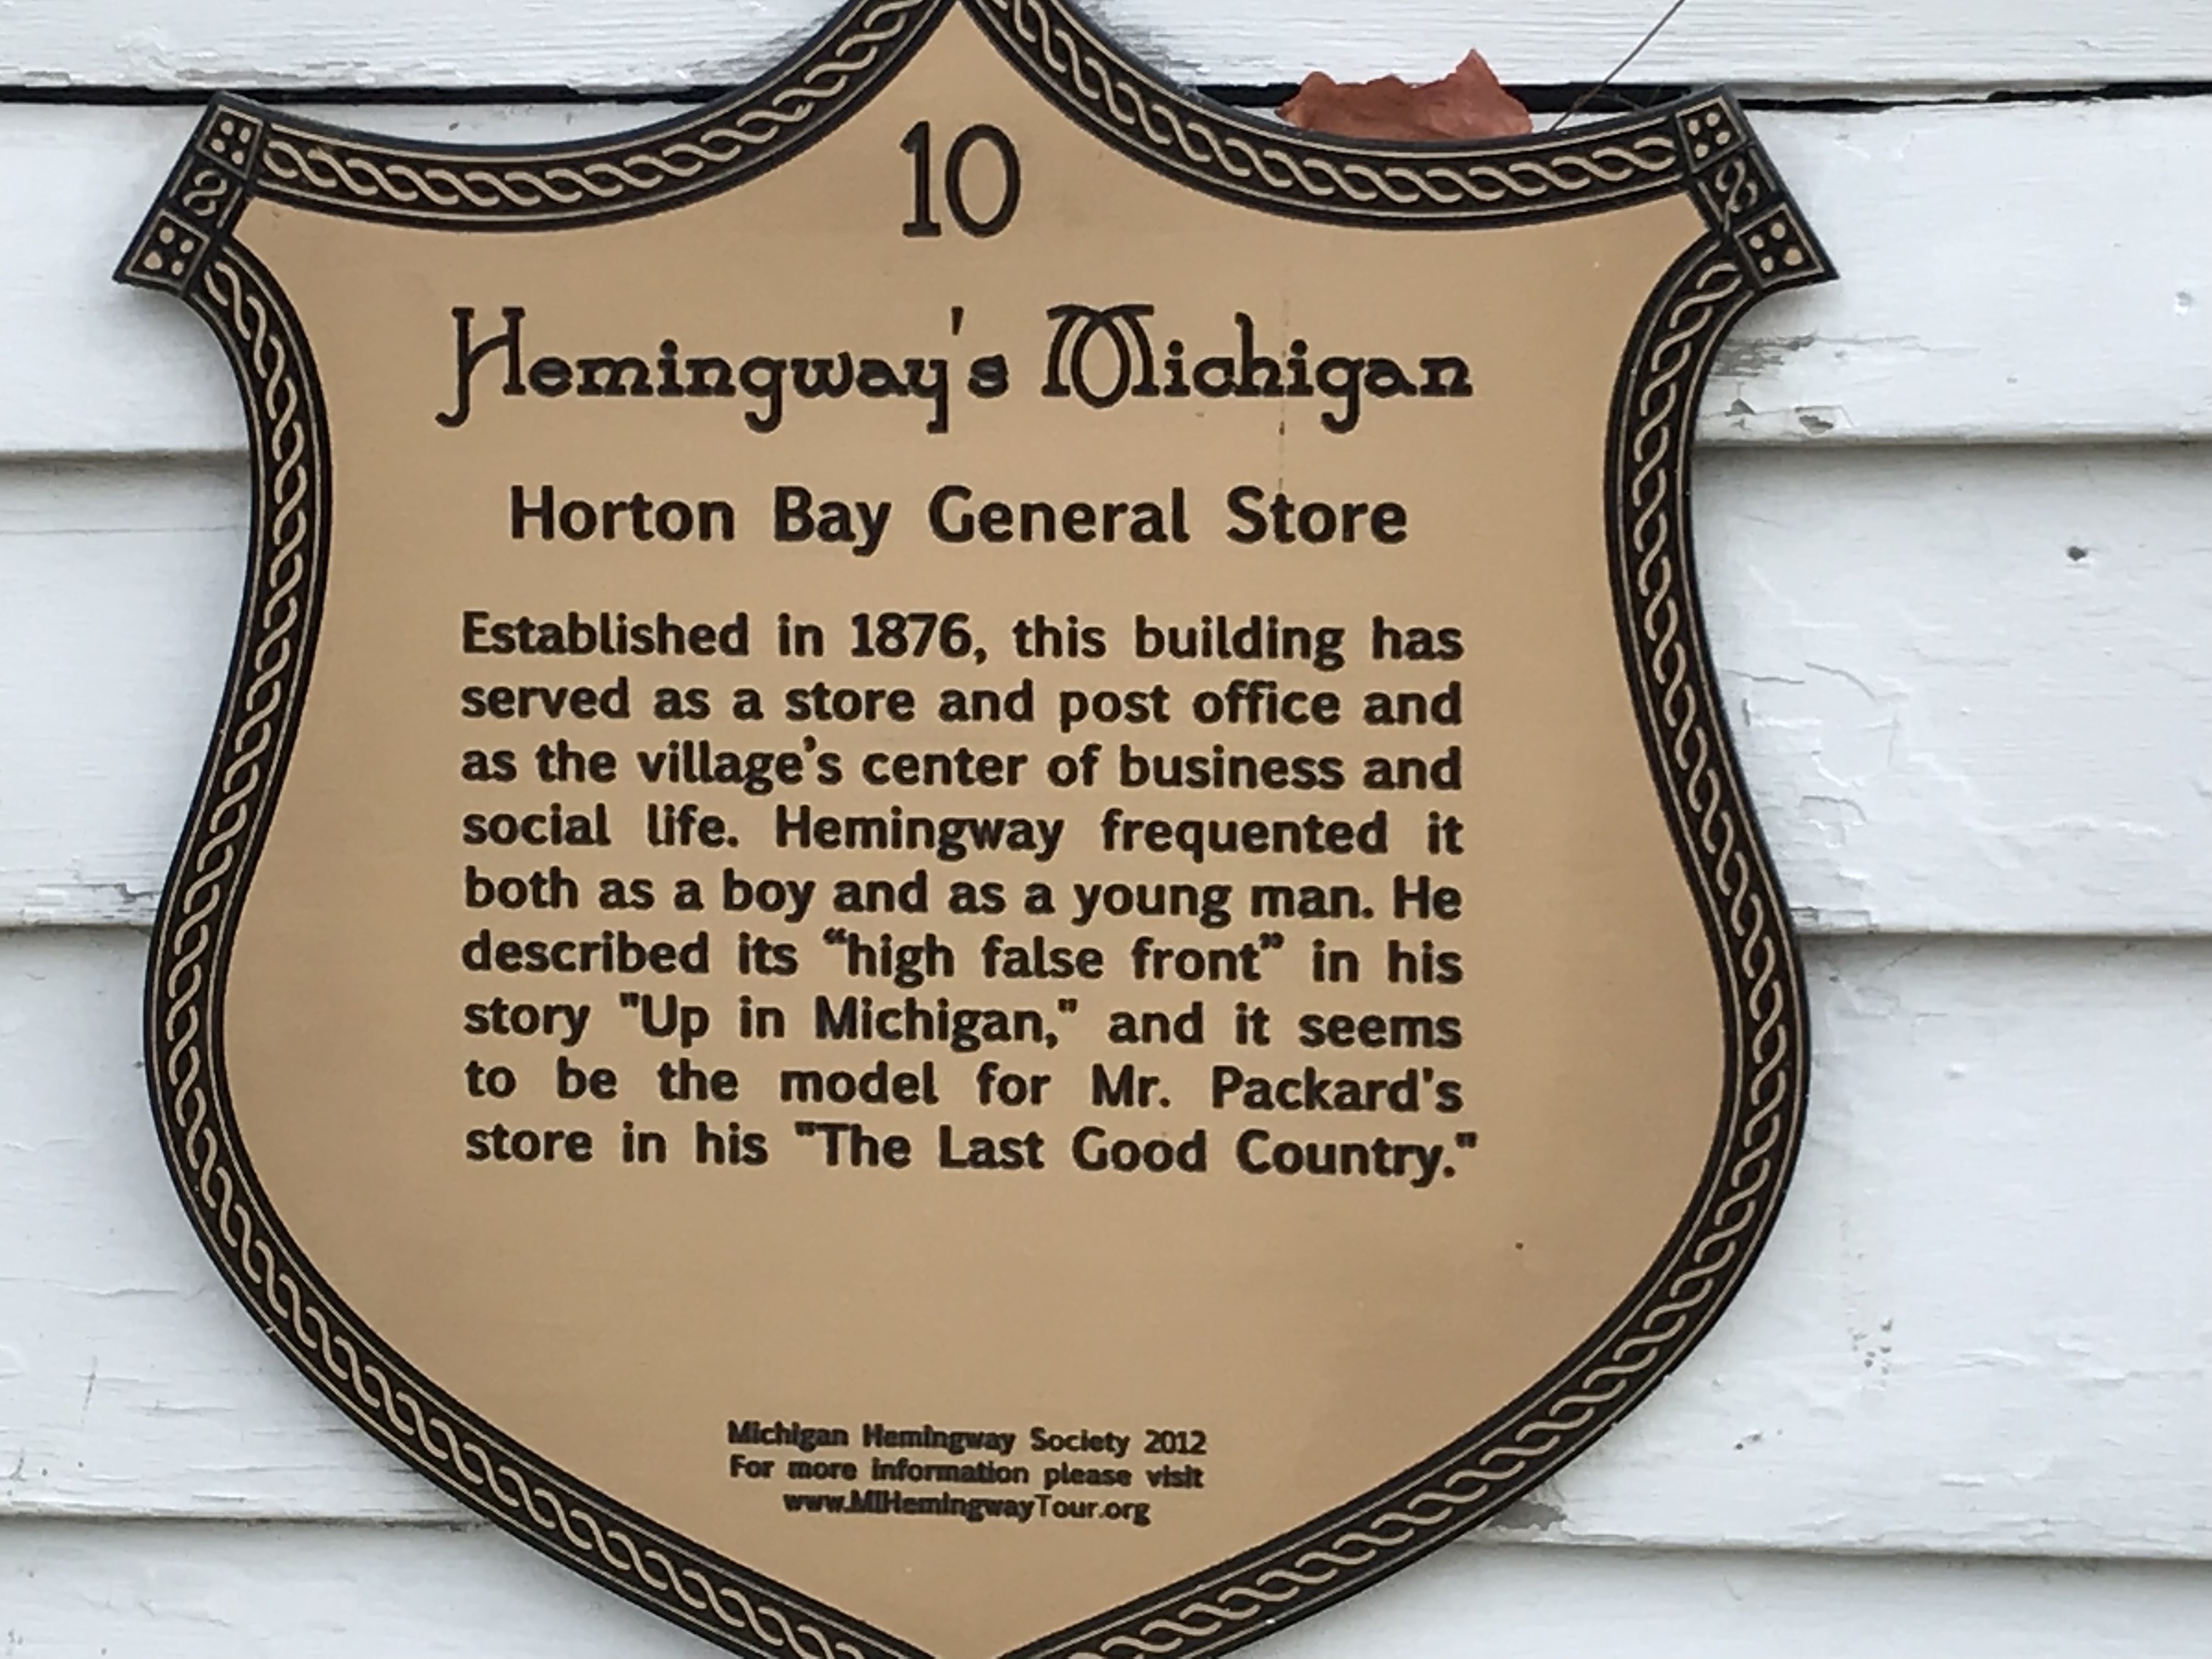 10
Hemingway's Michigan
Horton Bay General Store
Established in 1876, this building has
served as a store and post office and
as the village's center of business and
social life. Hemingway frequented it
both as a boy and as a young man. He
described its “high false front” in his
story "Up in Michigan," and it seems
to be the model for Mr. Packard's
store in his "The Last Good Country."
Michigan Hemingway Society 2012
For more information please visit
www.MIHemingwayTour.org